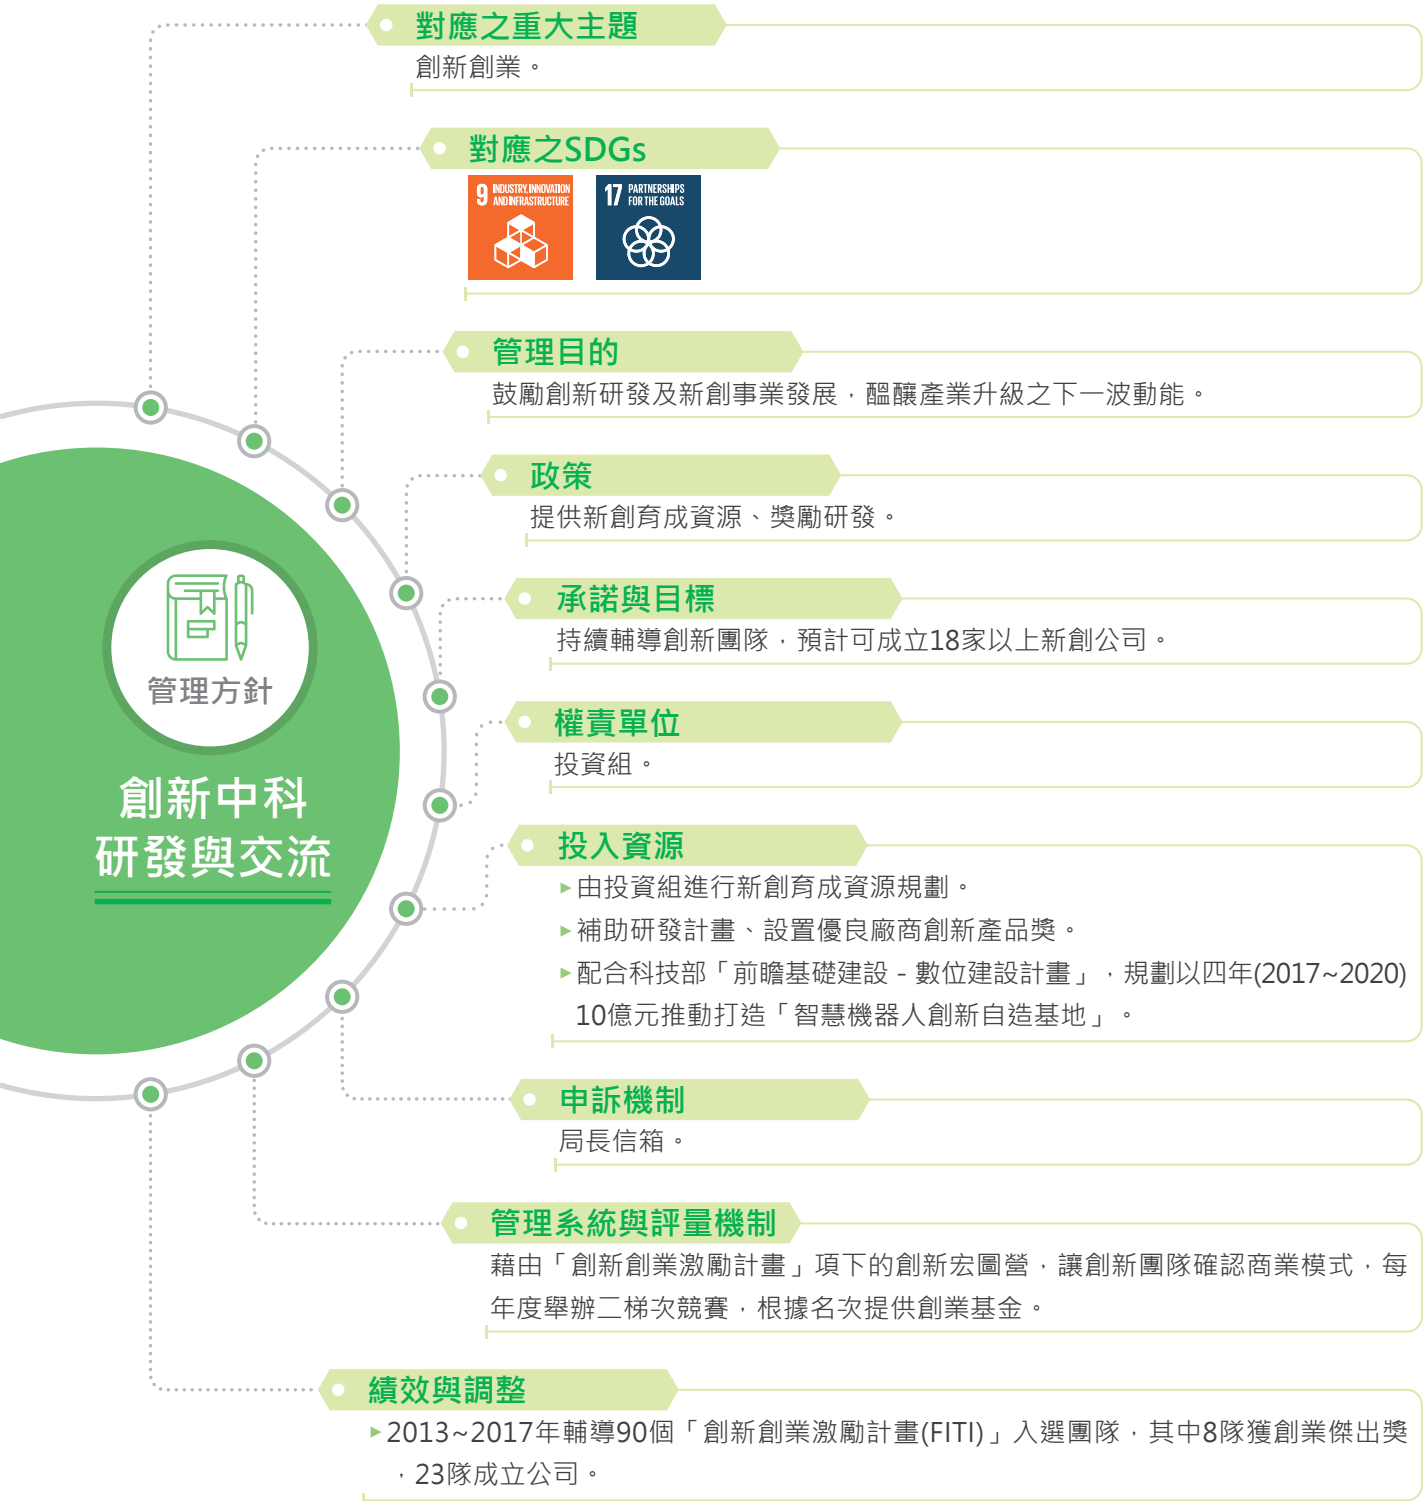 對應之重大主題
創新創業。
對應之SDGs
9 INDUSTRY, INNOVATION
AND INFRASTRUCTURE
17 PARTNERSHIPS
FOR THE GOALS
管理目的
鼓勵創新研發及新創事業發展，醞釀產業升級之下一波動能。
政策
提供新創育成資源、獎勵研發。
承諾與目標
持續輔導創新團隊，預計可成立18家以上新創公司。
管理方針
創新中科
研發與交流
權責單位
投資組。
投入資源
▸由投資組進行新創育成資源規劃。
▸補助研發計畫、設置優良廠商創新產品獎。
▸配合科技部「前瞻基礎建設－數位建設計畫」，規劃以四年(2017~2020)
10億元推動打造「智慧機器人創新自造基地」。
申訴機制
局長信箱。
管理系統與評量機制
藉由「創新創業激勵計畫」項下的創新宏圖營，讓創新團隊確認商業模式，每
年度舉辦二梯次競賽，根據名次提供創業基金。
績效與調整
▸2013~2017年輔導90個「創新創業激勵計畫(FITI)」入選團隊，其中8隊獲創業傑出獎
，23隊成立公司。